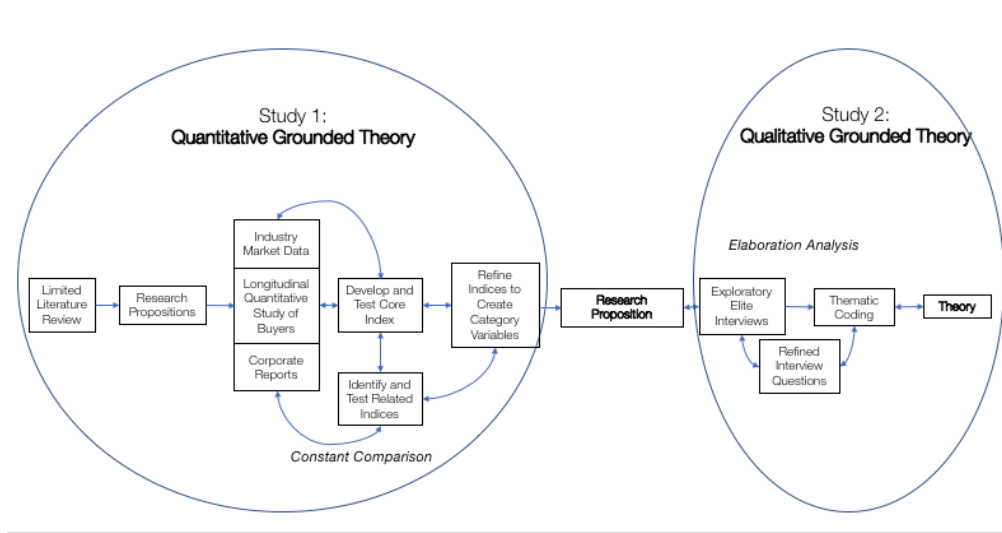 Study 1:
Quantitative Grounded Theory
Study 2:
Qualitative Grounded Theory
Elaboration Analysis
Limited
Literature
Review
Research
Propositions
Industry
Market Data
Longitudinal
Quantitative
Study of
Buyers
Corporate
Reports
Develop and
Test Core
Index
Identify and
Test Related
Indices
Constant Comparison
Refine
Indices to
Create
Category
Variables
Research
Proposition
Exploratory
Elite
Interviews
Thematic
Coding
Refined
Interview
Questions
Theory